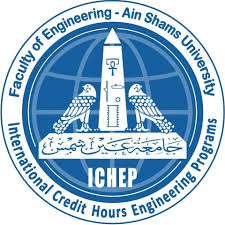 Faculty of Engineering - Ain Shams University
جامعة عين شمس
ICHEP
International Credit Hours Engineering Programs